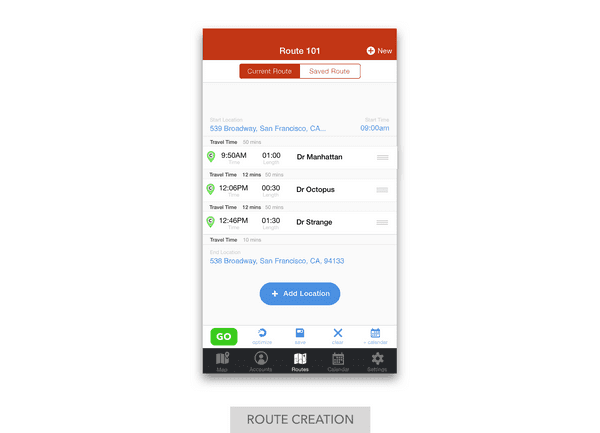 Route 101
New
Current Route Saved Route
Start Location Start Time
539 Broadway, San Francisco, CA... 09:00am
Travel Time 50 mins
C 9:50AM 01:00 Dr Manhattan
Time Length
Travel Time 12 mins 50 mins
C 12:06PM 00:30 Dr Octopus
Time Length
Travel Time 12 mins 50 mins
C 12:46PM 01:30 Dr Strange
Time Length
Travel Time 10 mins
End Location
538 Broadway, San Francisco, CA, 94133
+ Add Location
GO optimive save clear + calendar
Map Accounts Routes Calendar Settings
ROUTE CREATION